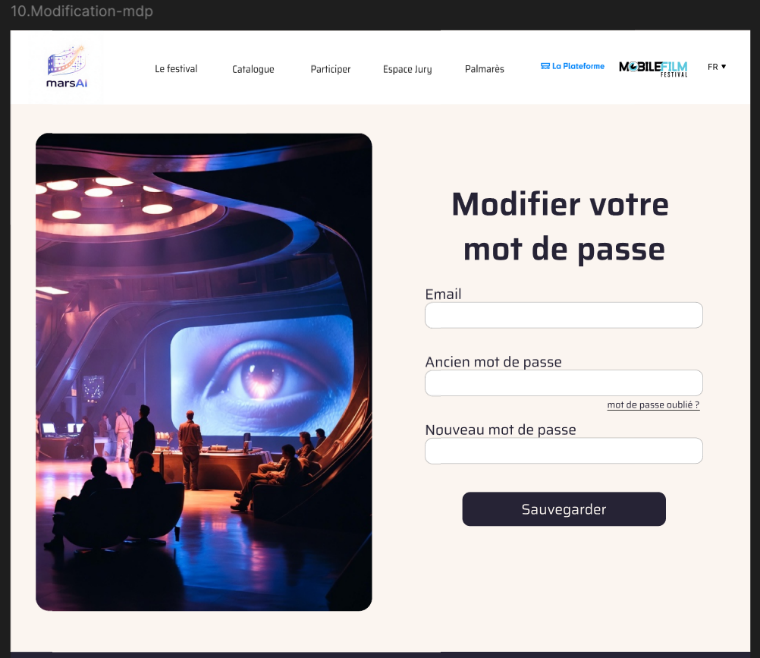 10.Modification-mdp
marsAi
Le festival
Catalogue
Participer
Espace Jury
Palmarès
La Plateforme
MOBILEFILM
FESTIVAL
FR
Modifier votre
mot de passe
Email
Ancien mot de passe
mot de passe oublié ?
Nouveau mot de passe
Sauvegarder